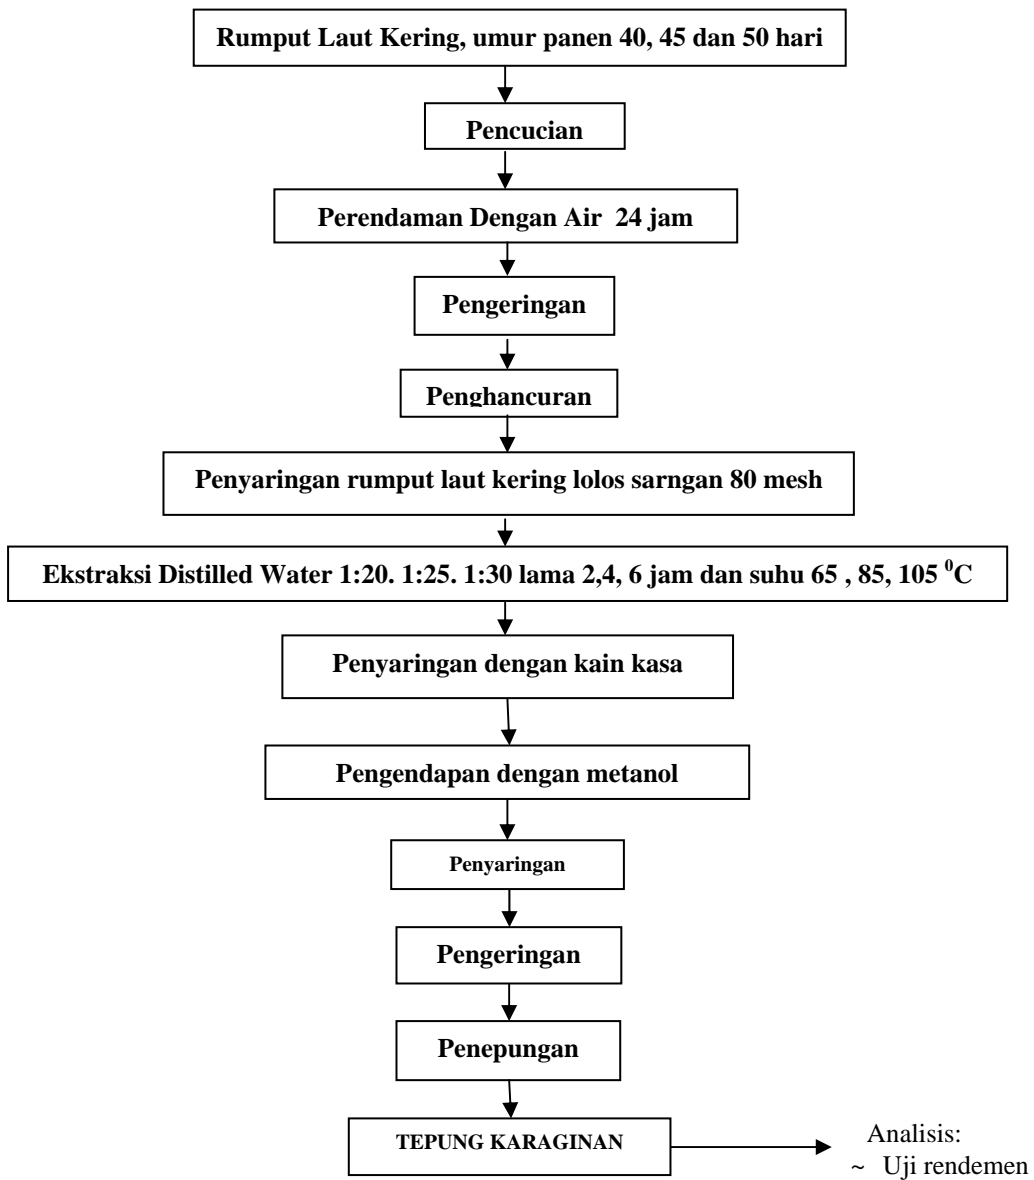 Rumput Laut Kering, umur panen 40, 45 dan 50 hari
Pencucian
Perendaman Dengan Air 24 jam
Pengeringan
Penghancuran
Penyaringan rumput laut kering lolos sarngan 80 mesh
Ekstraksi Distilled Water 1:20. 1:25. 1:30 lama 2,4, 6 jam dan suhu 65 , 85, 105 ⁰C
Penyaringan dengan kain kasa
Pengendapan dengan metanol
Penyaringan
Pengeringan
Penepungan
TEPUNG KARAGINAN
Analisis:
~ Uji rendemen